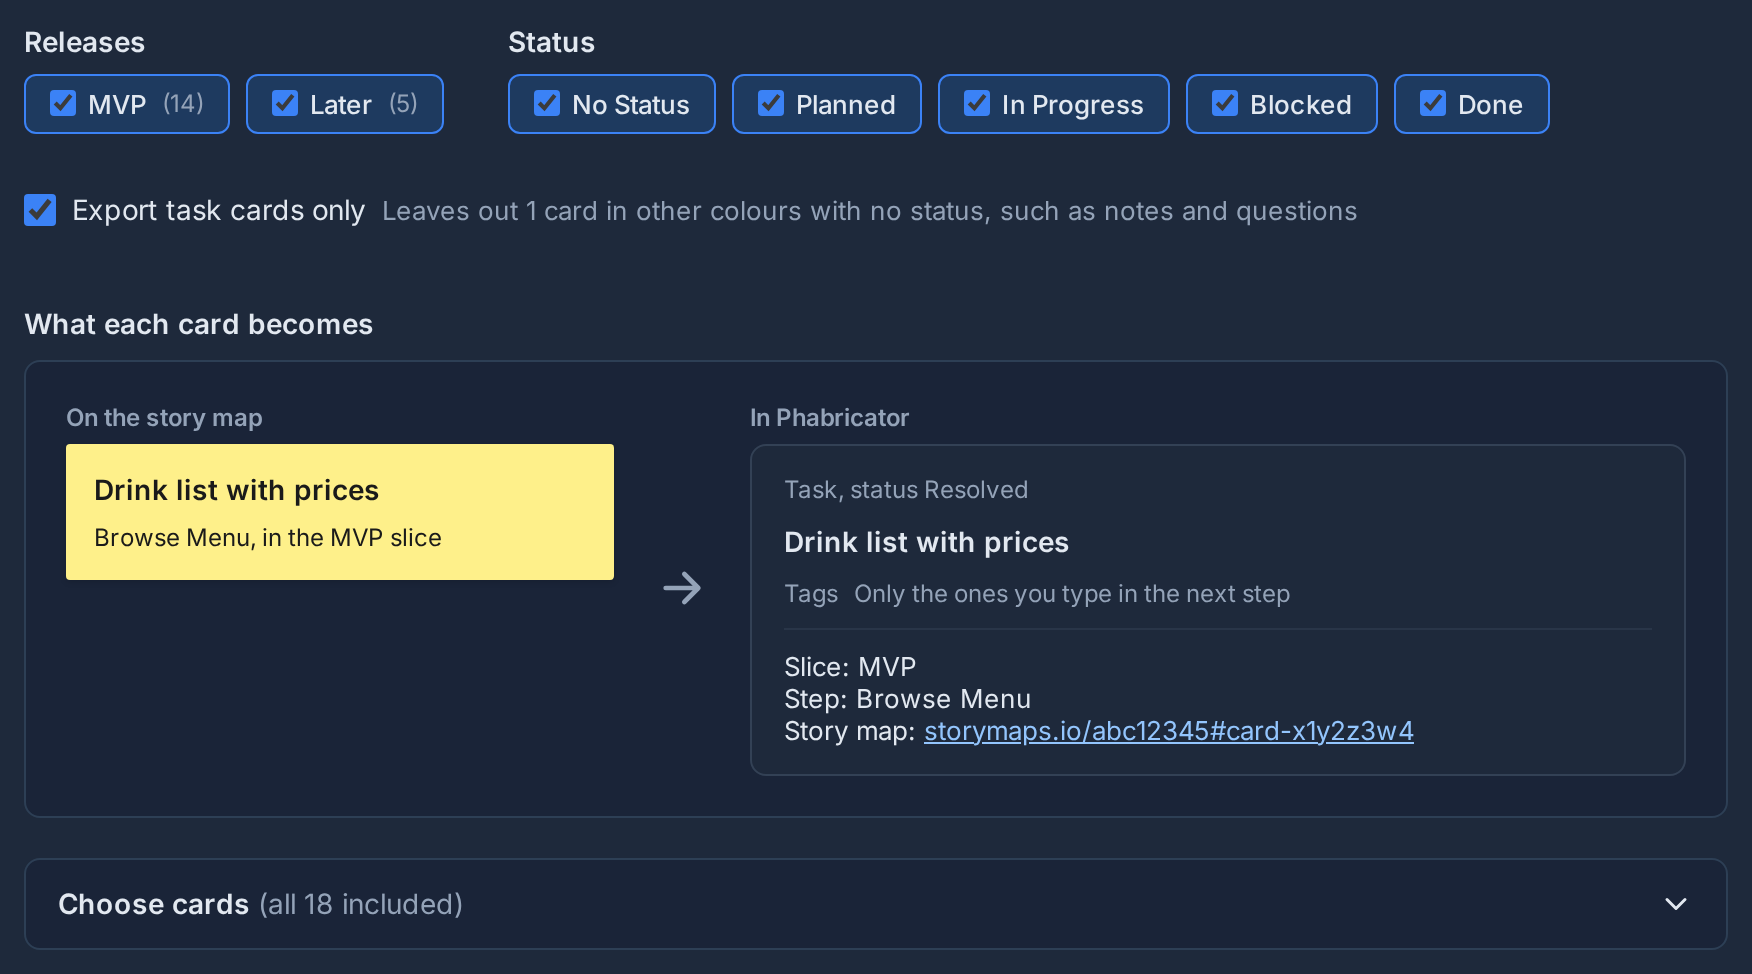 Releases
Status
MVP (14)
Later (5)
No Status
Planned
In Progress
Blocked
Done
Export task cards only Leaves out 1 card in other colours with no status, such as notes and questions
What each card becomes
On the story map
Drink list with prices
Browse Menu, in the MVP slice
In Phabricator
Task, status Resolved
Drink list with prices
Tags Only the ones you type in the next step
Slice: MVP
Step: Browse Menu
Story map: storymaps.io/abc12345#card-x1y2z3w4
Choose cards (all 18 included)